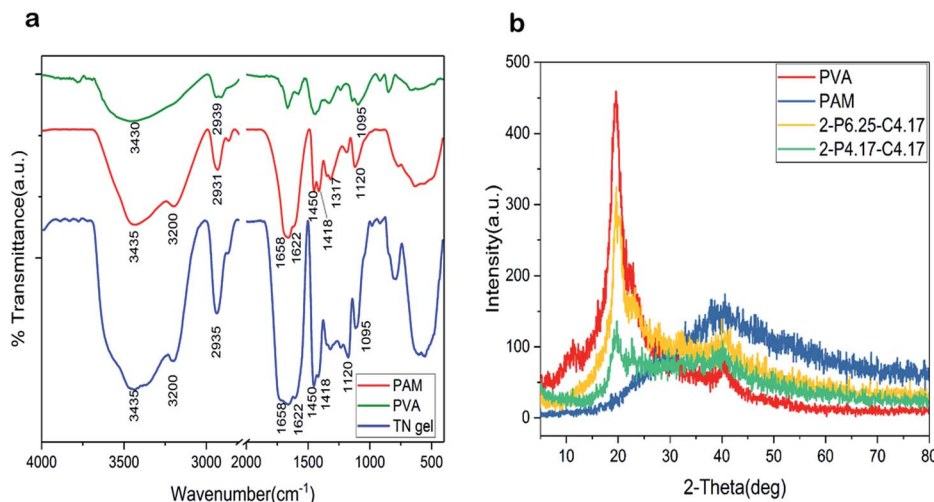 a
% Transmittance(a.u.)
3430
2939
1095
3435
3200
2931
1658
1622
1450
1418
1317
1120
3435
3200
2935
1658
1622
1450
1418
1120
1095
PAM
PVA
TN gel
4000 3500 3000 2000 1500 1000 500
Wavenumber(cm-1)
b
Intensity(a.u.)
500
400
300
200
100
0
PVA
PAM
2-P6.25-C4.17
2-P4.17-C4.17
10 20 30 40 50 60 70 80
2-Theta(deg)